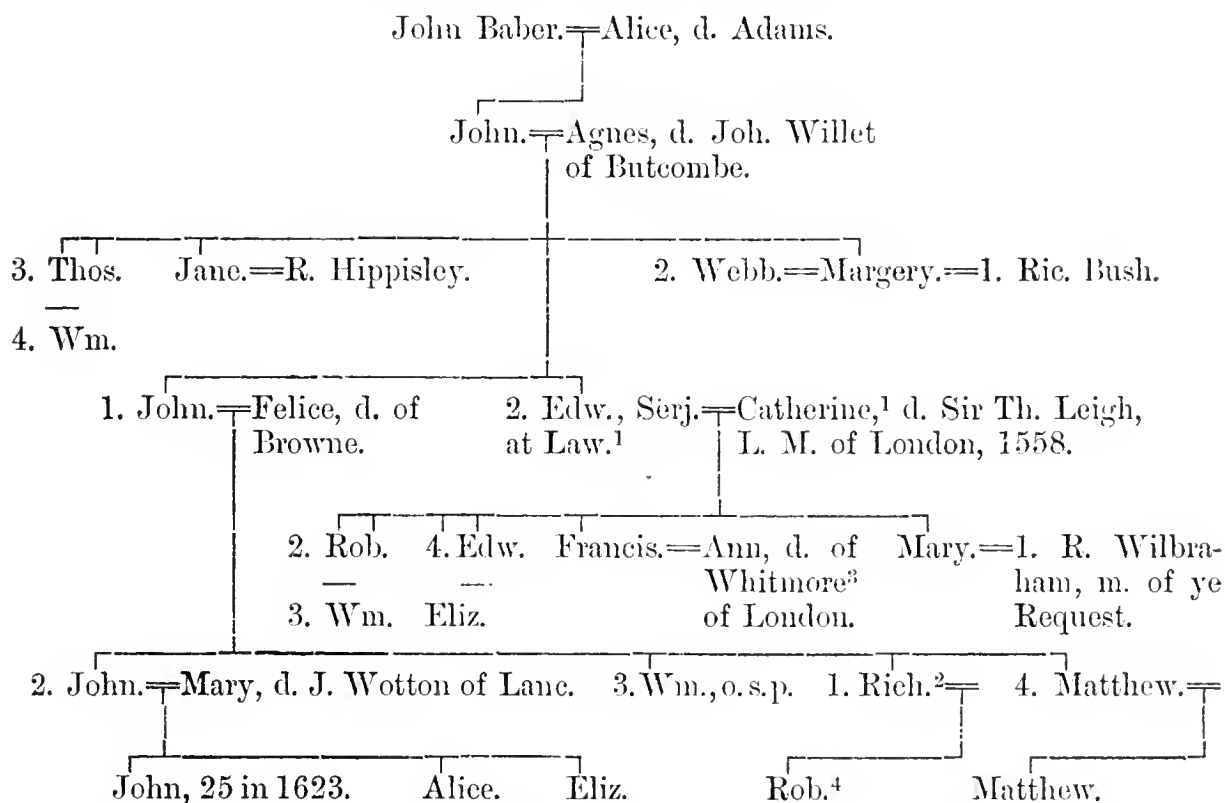 John Baber.=Alice, d. Adams.
John.=Agnes, d. Joh. Willet
of Butcombe.
3. Thos. Jane.=R. Hippisley. 2. Webb.=Margery.=1. Ric. Bush.
4. Wm.
1. John.=Felice, d. of 2. Edw., Serj.=Catherine,¹ d. Sir Th. Leigh,
Browne. at Law.¹ L. M. of London, 1558.
2. Rob. 4. Edw. Francis.=Ann, d. of Mary.=1. R. Wilbra-
Whitmore³ ham, m. of ye
3. Wm. Eliz. of London. Request.
2. John.=Mary, d. J. Wotton of Lanc. 3. Wm., o. s. p. 1. Rich.²= 4. Matthew.=
John, 25 in 1623. Alice. Eliz. Rob.⁴ Matthew.